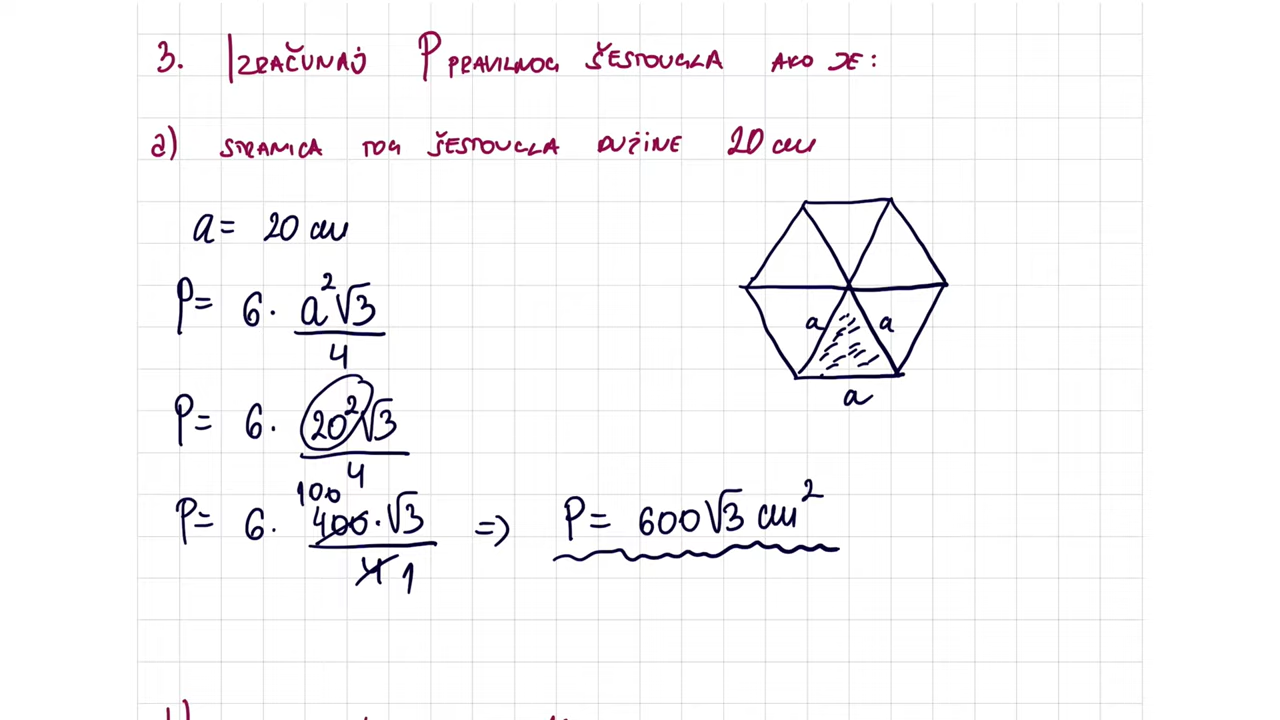 3. IZRAČUNAJ P PRAVILNOG ŠESTOUGLA AKO JE:
a) STRANICA TOG ŠESTOUGLA DUŽINE 20 cm
a = 20 cm
P = 6 · a²√3 / 4
P = 6 · 20²√3 / 4
100
P = 6 · 400 · √3 / 4 1 => P = 600√3 cm²
a a
a